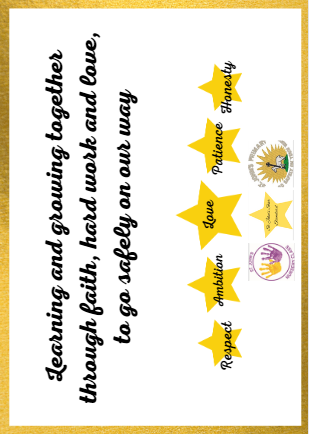 Learning and growing together
through faith, hard work and love,
to go safely on our way
Respect
Ambition
Love
Patience
Honesty